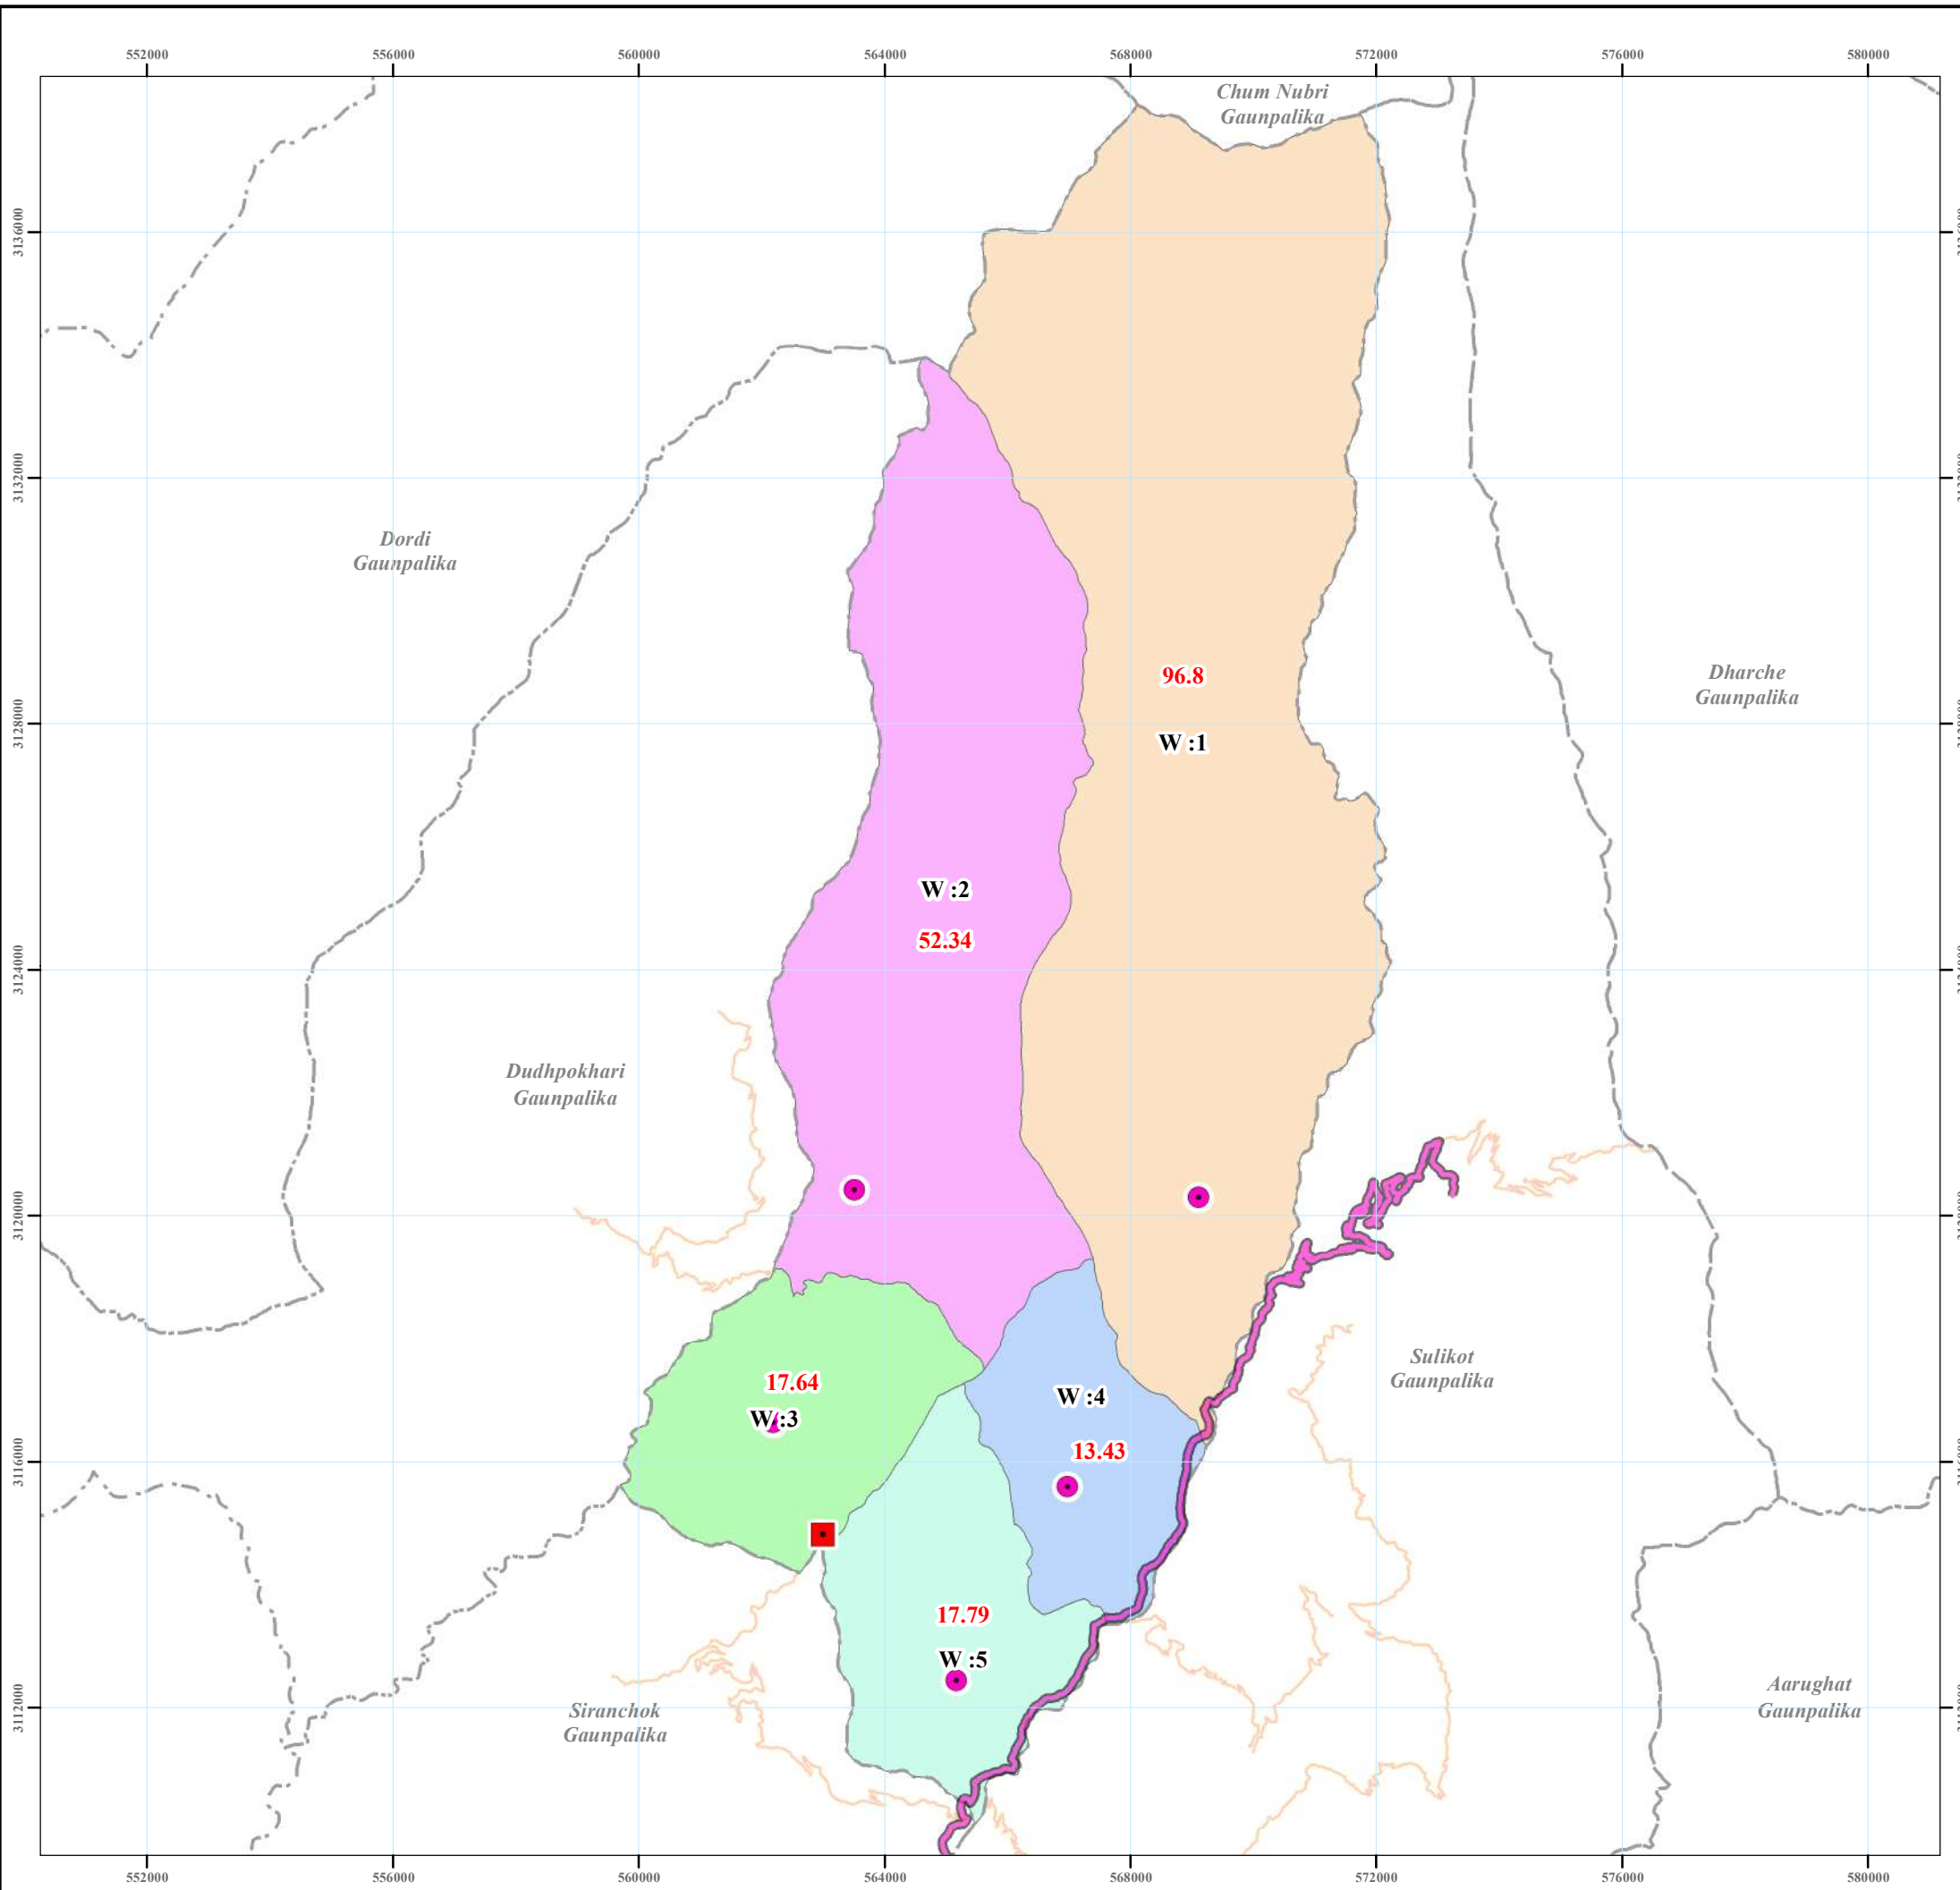 552000 556000 560000 564000 568000 572000 576000 580000
Chum Nubri
Gaunpalika
3136000
3132000
Dordi
Gaunpalika
96.8
Dharche
Gaunpalika
3128000
W :1
W :2
52.34
3124000
Dudhpokhari
Gaunpalika
3120000
Sulikot
Gaunpalika
17.64
W :4
W :3
13.43
3116000
17.79
W :5
Siranchok
Gaunpalika
Aarughat
Gaunpalika
3112000
552000 556000 560000 564000 568000 572000 576000 580000